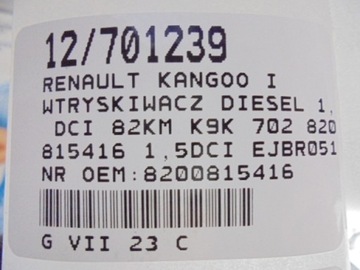 12/701239
RENAULT KANGOO I
WTRYSKIWACZ DIESEL 1,
DCI 82KM K9K 702 820
815416 1,5DCI EJBR051
NR OEM:8200815416
G VII 23 C